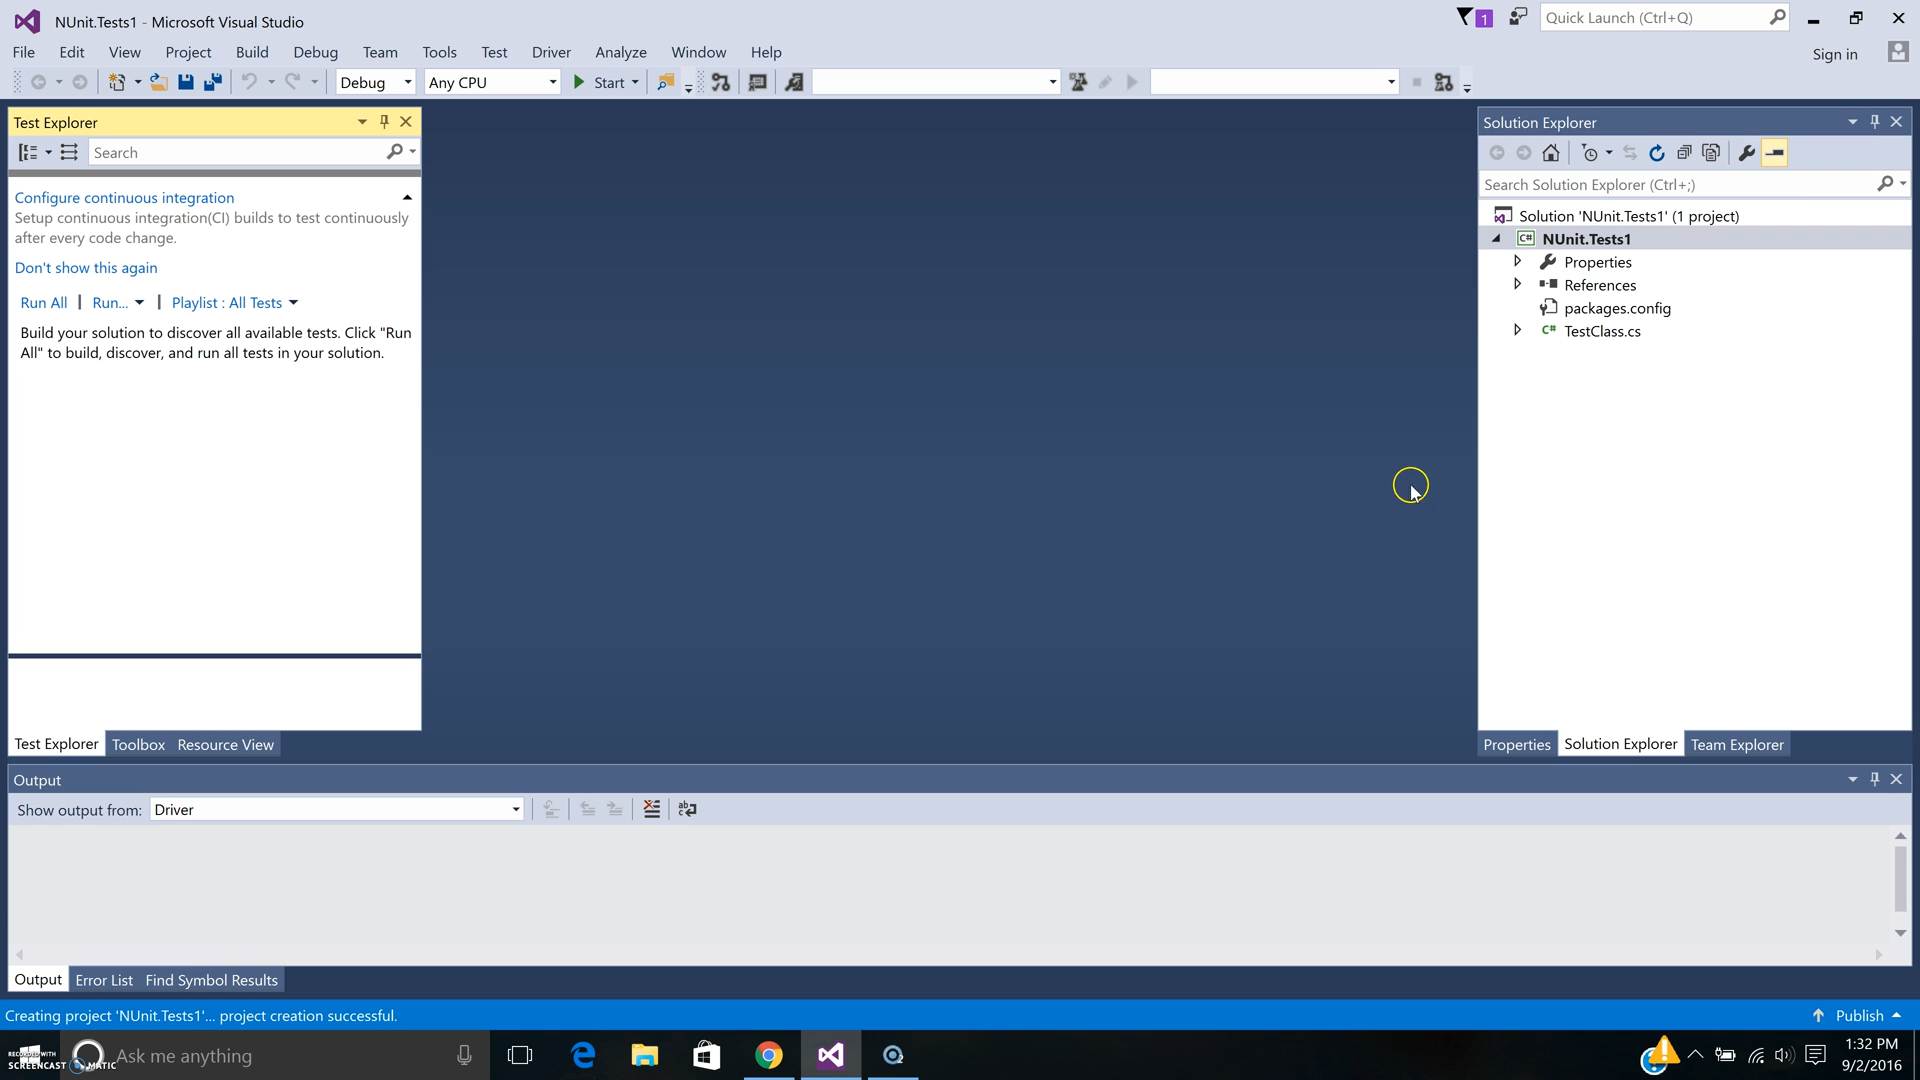 NUnit.Tests1 - Microsoft Visual Studio
1
Quick Launch (Ctrl+Q)
File Edit View Project Build Debug Team Tools Test Driver Analyze Window Help
Sign in
Debug Any CPU Start
Test Explorer
Search
Configure continuous integration
Setup continuous integration(CI) builds to test continuously
after every code change.
Don't show this again
Run All | Run... | Playlist : All Tests
Build your solution to discover all available tests. Click "Run
All" to build, discover, and run all tests in your solution.
Test Explorer Toolbox Resource View
Solution Explorer
Search Solution Explorer (Ctrl+;)
Solution 'NUnit.Tests1' (1 project)
C# NUnit.Tests1
Properties
References
packages.config
C# TestClass.cs
Properties Solution Explorer Team Explorer
Output
Show output from: Driver
Output Error List Find Symbol Results
Creating project 'NUnit.Tests1'... project creation successful.
Publish
RECORDED WITH
SCREENCAST MATIC
Ask me anything
1:32 PM
9/2/2016